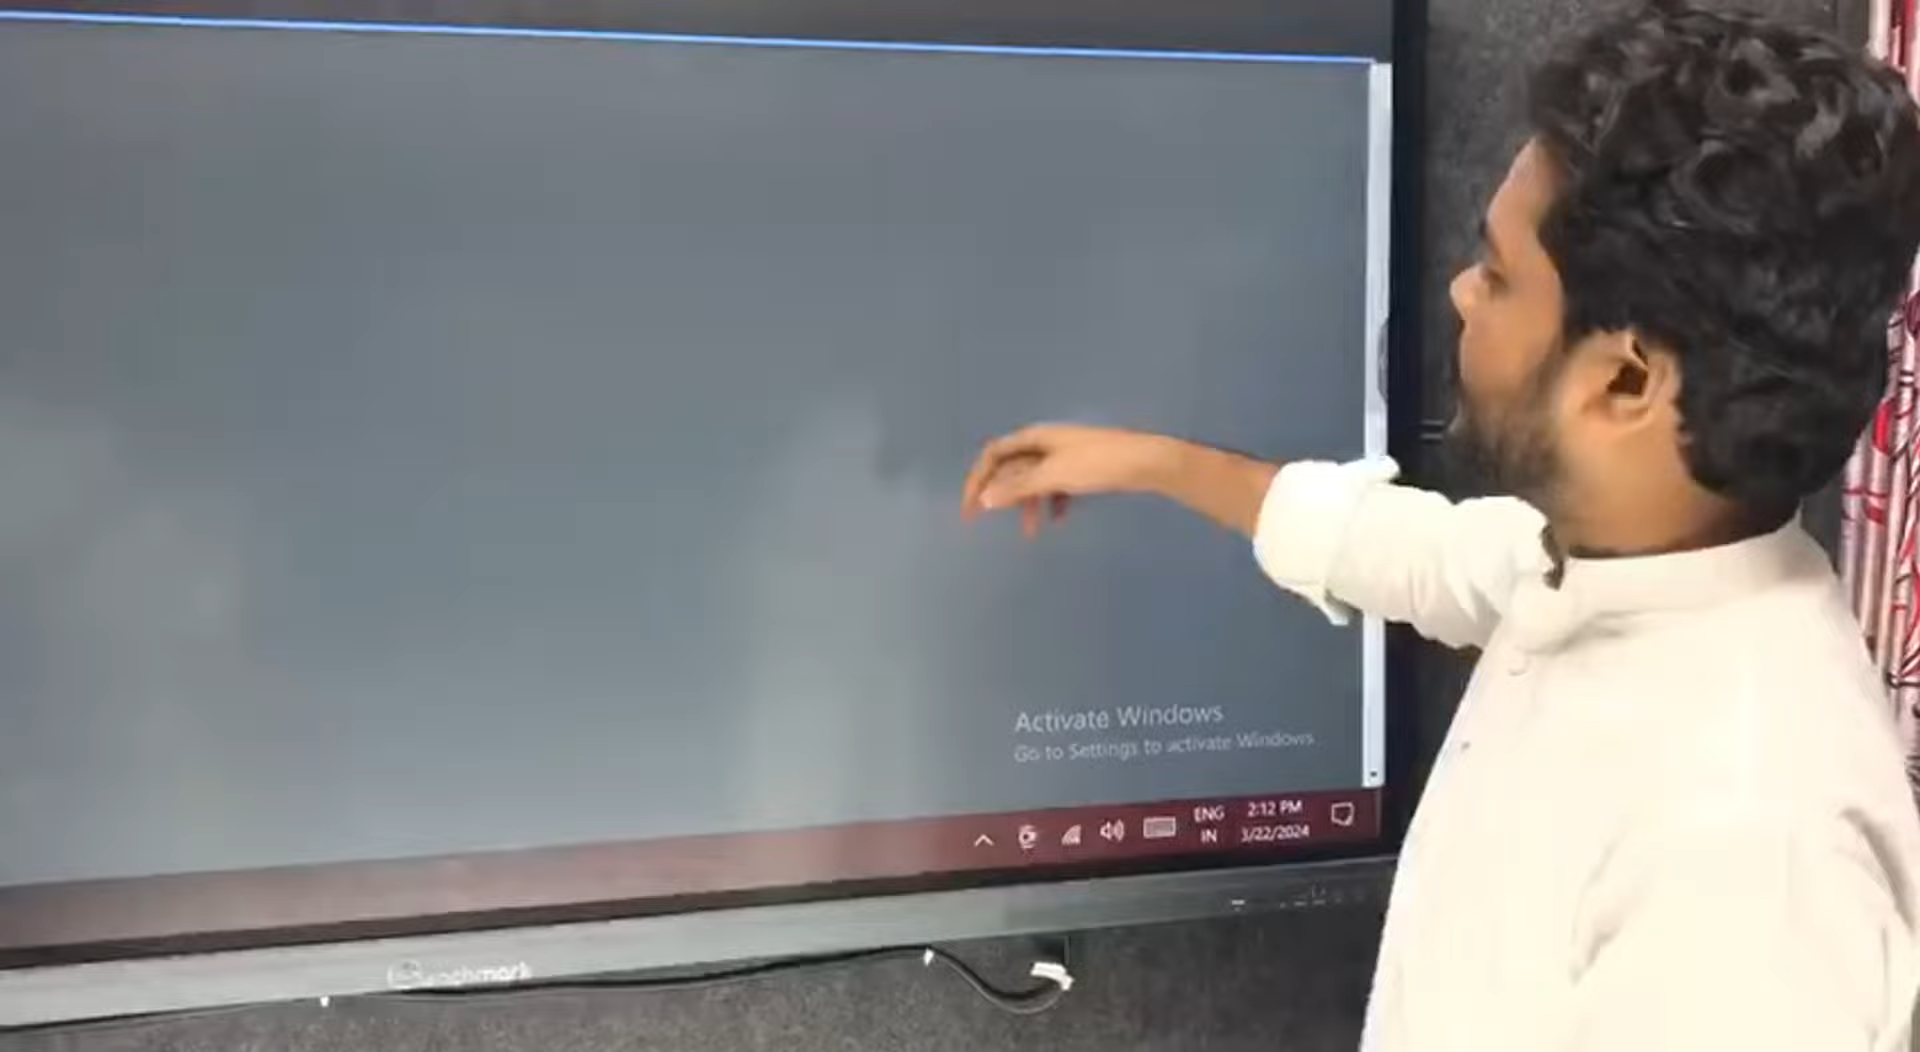 Activate Windows
Go to Settings to activate Windows
ENG
IN
2:12 PM
3/22/2024